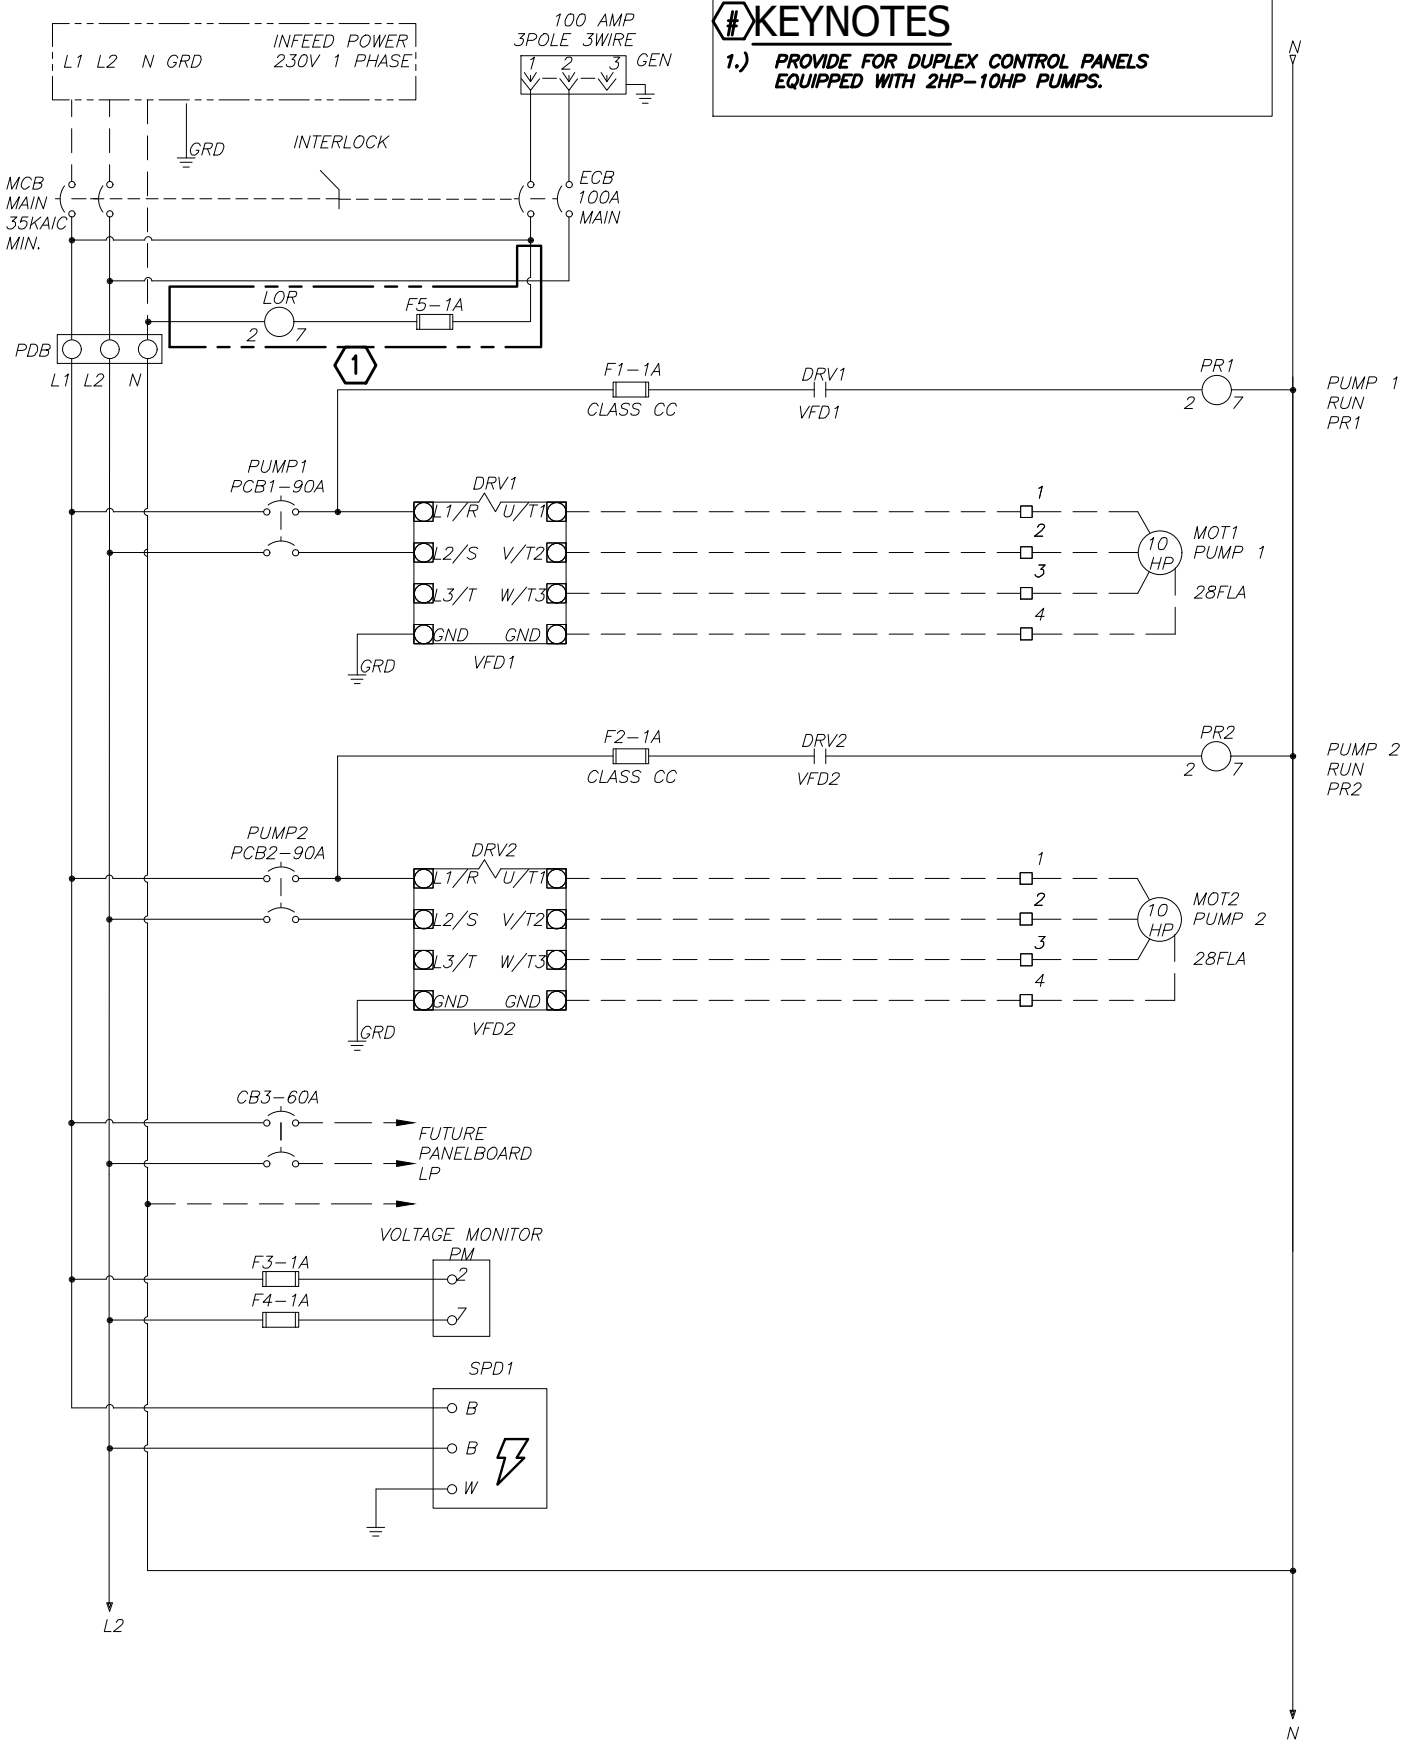 100 AMP
3POLE 3WIRE
GEN
1 2 3
INFEED POWER
230V 1 PHASE
L1 L2 N GRD
# KEYNOTES
1.) PROVIDE FOR DUPLEX CONTROL PANELS
EQUIPPED WITH 2HP-10HP PUMPS.
N
GRD
INTERLOCK
MCB
MAIN
35KAIC
MIN.
ECB
100A
MAIN
LOR
2 7
F5-1A
PDB
L1 L2 N
1
F1-1A
CLASS CC
DRV1
VFD1
PR1
2 7
PUMP 1
RUN
PR1
PUMP1
PCB1-90A
DRV1
L1/R U/T1
L2/S V/T2
L3/T W/T3
GND GND
VFD1
GRD
1
2
3
4
10
HP
MOT1
PUMP 1
28FLA
F2-1A
CLASS CC
DRV2
VFD2
PR2
2 7
PUMP 2
RUN
PR2
PUMP2
PCB2-90A
DRV2
L1/R U/T1
L2/S V/T2
L3/T W/T3
GND GND
VFD2
GRD
1
2
3
4
10
HP
MOT2
PUMP 2
28FLA
CB3-60A
FUTURE
PANELBOARD
LP
VOLTAGE MONITOR
PM
F3-1A
2
F4-1A
7
SPD1
B
B
W
L2
N